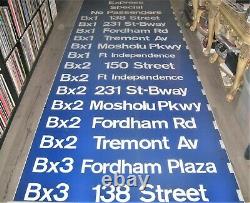 Express
Special
No Passengers
Bx1 138 Street
Bx1 231 St-Bway
Bx1 Fordham Rd
Bx1 Tremont Av
Bx1 Mosholu Pkwy
Bx1 Ft Independence
Bx2 150 Street
Bx2 Ft Independence
Bx2 231 St-Bway
Bx2 Mosholu Pkwy
Bx2 Fordham Rd
Bx2 Tremont Av
Bx3 Fordham Plaza
Bx3 138 Street